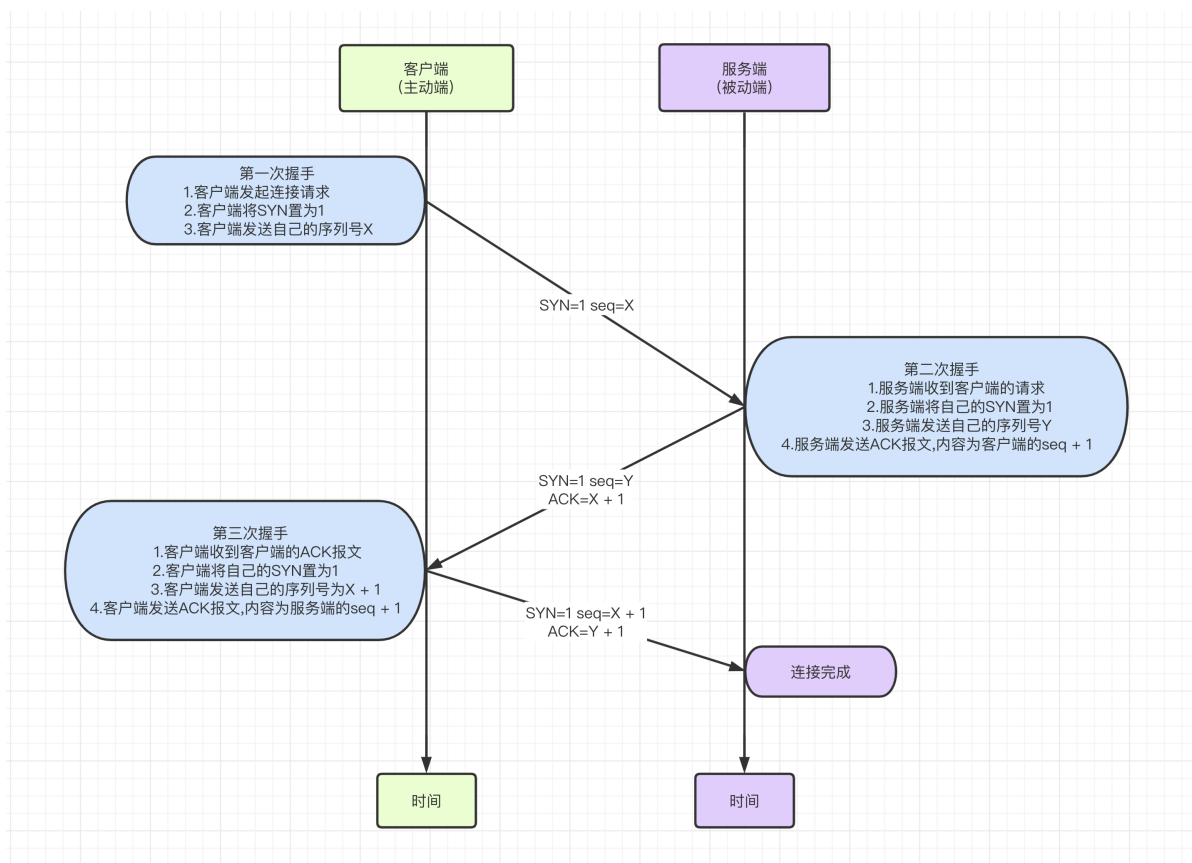 客户端
（主动端）
服务端
（被动端）
第一次握手
1.客户端发起连接请求
2.客户端将SYN置为1
3.客户端发送自己的序列号X
SYN=1 seq=X
第二次握手
1.服务端收到客户端的请求
2.服务端将自己的SYN置为1
3.服务端发送自己的序列号Y
4.服务端发送ACK报文,内容为客户端的seq + 1
SYN=1 seq=Y
ACK=X + 1
第三次握手
1.客户端收到客户端的ACK报文
2.客户端将自己的SYN置为1
3.客户端发送自己的序列号为X + 1
4.客户端发送ACK报文,内容为服务端的seq + 1
SYN=1 seq=X + 1
ACK=Y + 1
连接完成
时间
时间